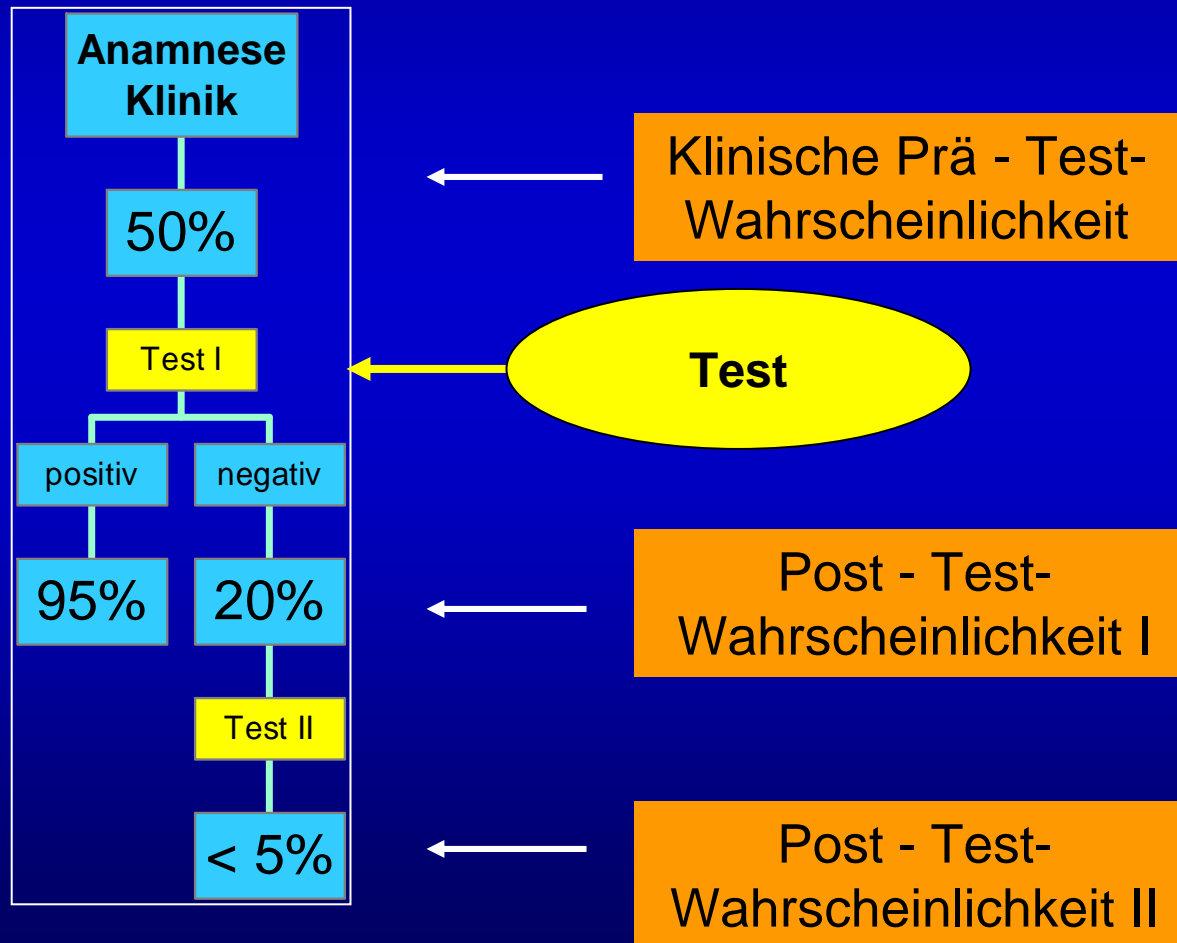 Anamnese
Klinik
Klinische Prä - Test-
Wahrscheinlichkeit
50%
Test I
Test
positiv
negativ
95%
20%
Post - Test-
Wahrscheinlichkeit I
Test II
< 5%
Post - Test-
Wahrscheinlichkeit II